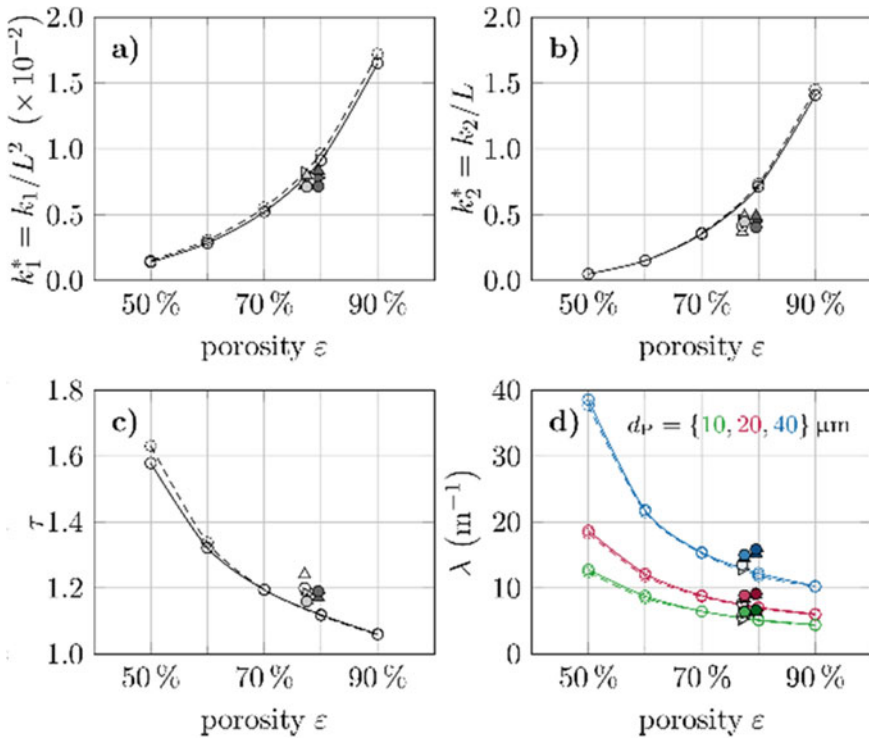 a)
2.0
1.5
1.0
0.5
0.0
k₁* = k₁/L² (×10⁻²)
50 % 70 % 90 %
porosity ε
b)
2.0
1.5
1.0
0.5
0.0
k₂* = k₂/L
50 % 70 % 90 %
porosity ε
c)
1.8
1.6
1.4
1.2
1.0
τ
50 % 70 % 90 %
porosity ε
d)
d_P = {10, 20, 40} μm
40
30
20
10
0
λ (m⁻¹)
50 % 70 % 90 %
porosity ε